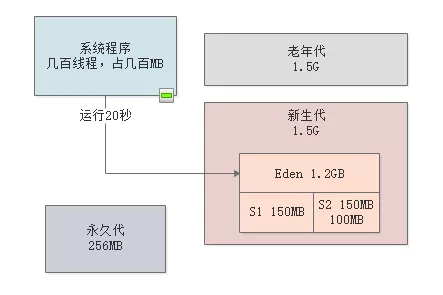 系统程序
几百线程，占几百MB
运行20秒
老年代
1.5G
新生代
1.5G
Eden 1.2GB
S1 150MB
S2 150MB
100MB
永久代
256MB